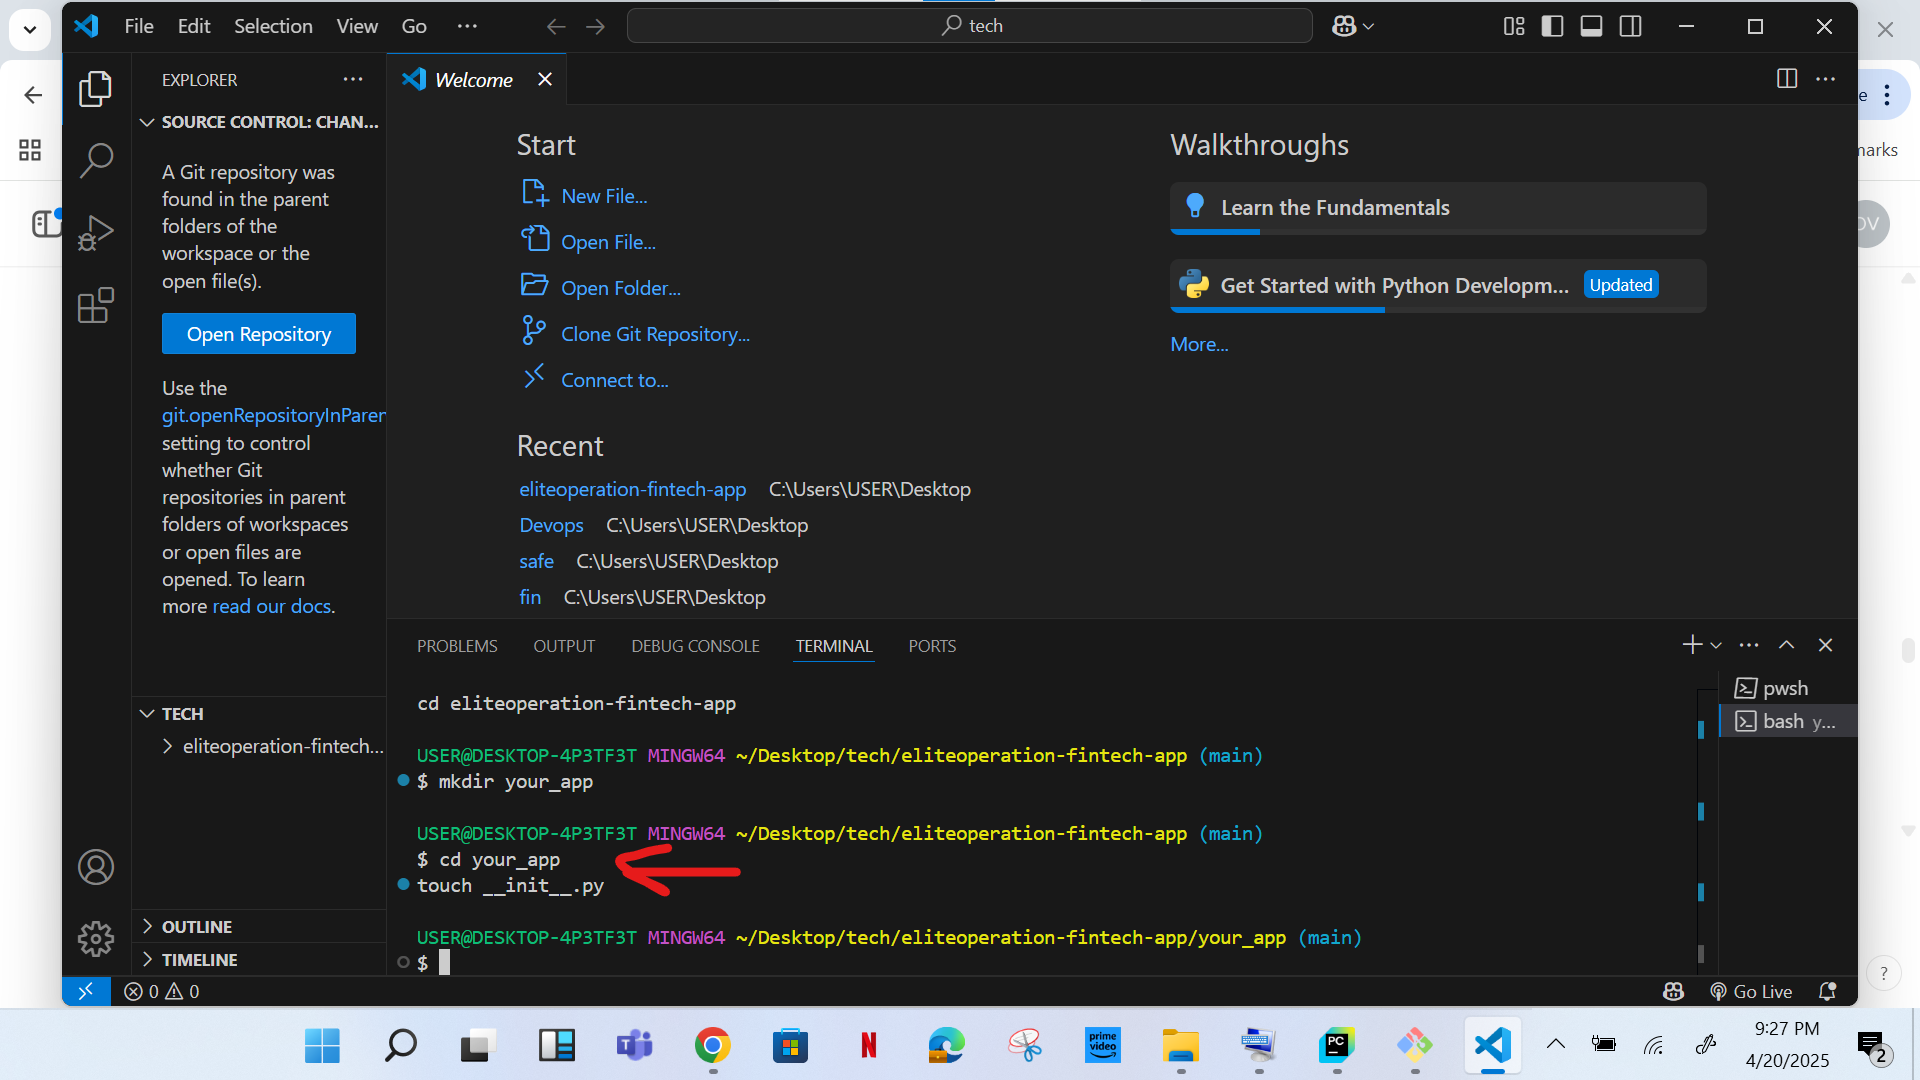 File Edit Selection View Go ··· tech
e
EXPLORER ···
Welcome
SOURCE CONTROL: CHAN...
A Git repository was
found in the parent
folders of the
workspace or the
open file(s).
Open Repository
Use the
git.openRepositoryInParen
setting to control
whether Git
repositories in parent
folders of workspaces
or open files are
opened. To learn
more read our docs.
TECH
eliteoperation-fintech...
OUTLINE
TIMELINE
Start
New File...
Open File...
Open Folder...
Clone Git Repository...
Connect to...
Recent
eliteoperation-fintech-app C:\Users\USER\Desktop
Devops C:\Users\USER\Desktop
safe C:\Users\USER\Desktop
fin C:\Users\USER\Desktop
Walkthroughs
Learn the Fundamentals
Get Started with Python Developm... Updated
More...
marks
DV
PROBLEMS OUTPUT DEBUG CONSOLE TERMINAL PORTS
cd eliteoperation-fintech-app
USER@DESKTOP-4P3TF3T MINGW64 ~/Desktop/tech/eliteoperation-fintech-app (main)
$ mkdir your_app
USER@DESKTOP-4P3TF3T MINGW64 ~/Desktop/tech/eliteoperation-fintech-app (main)
$ cd your_app
touch __init__.py
USER@DESKTOP-4P3TF3T MINGW64 ~/Desktop/tech/eliteoperation-fintech-app/your_app (main)
$
pwsh
bash y...
0 0
Go Live
?
prime video
N
PC
9:27 PM
4/20/2025
2